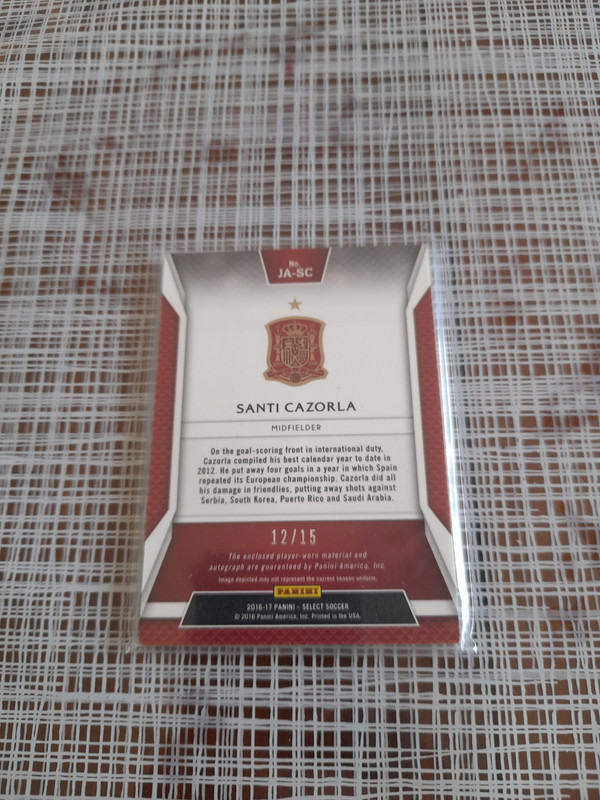 No.
JA-SC
SANTI CAZORLA
MIDFIELDER
On the goal-scoring front in international duty,
Cazorla compiled his best calendar year to date in
2012. He put away four goals in a year in which Spain
repeated its European championship. Cazorla did all
his damage in friendlies, putting away shots against
Serbia, South Korea, Puerto Rico and Saudi Arabia.
12/15
The enclosed player-worn material and
autograph are guaranteed by Panini America, Inc.
Image depicted may not represent the current season uniform.
PANINI
2016-17 PANINI - SELECT SOCCER
© 2016 Panini America, Inc. Printed in the USA.